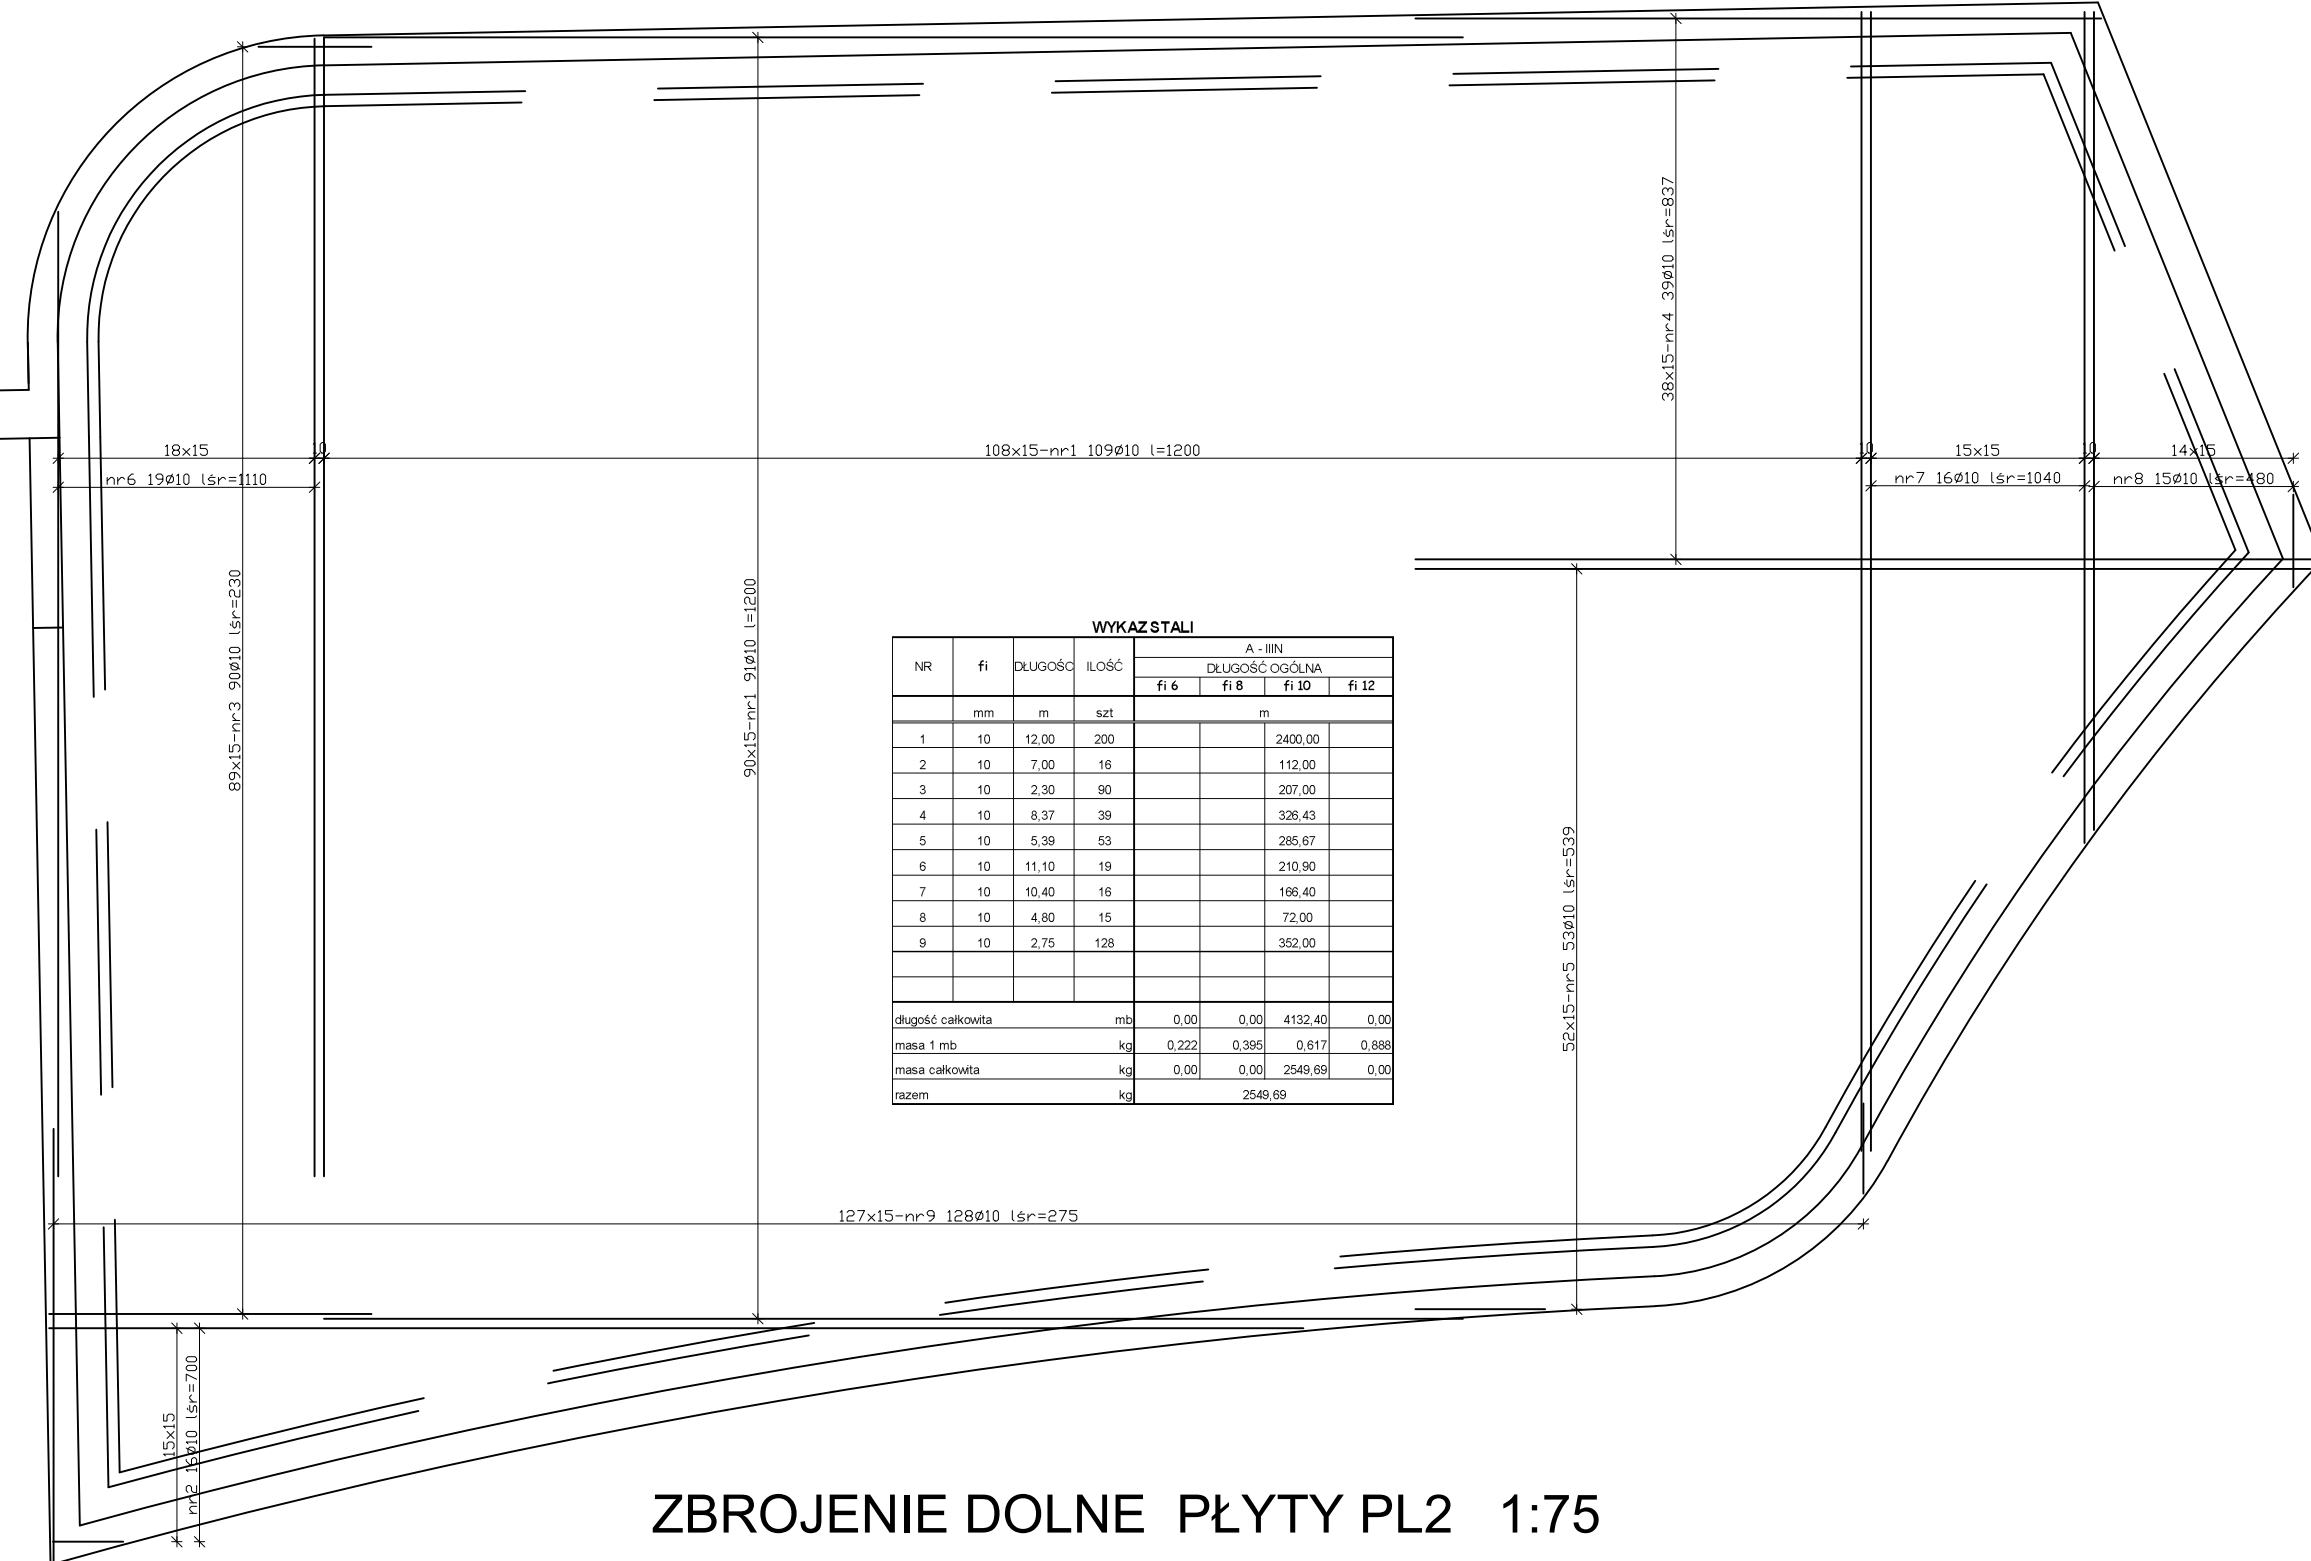 38x15-nr4 39ø10 lśr=837
18x15
10
108x15-nr1 109ø10 l=1200
10
15x15
10
14x15
nr6 19ø10 lśr=1110
nr7 16ø10 lśr=1040
nr8 15ø10 lśr=480
89x15-nr3 90ø10 lśr=230
90x15-nr1 91ø10 l=1200
WYKAZ STALI
NR fi DŁUGOŚĆ ILOŚĆ A - IIIN
DŁUGOŚĆ OGÓLNA
fi 6 fi 8 fi 10 fi 12
mm m szt m
1 10 12,00 200 2400,00
2 10 7,00 16 112,00
3 10 2,30 90 207,00
4 10 8,37 39 326,43
5 10 5,39 53 285,67
6 10 11,10 19 210,90
7 10 10,40 16 166,40
8 10 4,80 15 72,00
9 10 2,75 128 352,00
długość całkowita mb 0,00 0,00 4132,40 0,00
masa 1 mb kg 0,222 0,395 0,617 0,888
masa całkowita kg 0,00 0,00 2549,69 0,00
razem kg 2549,69
52x15-nr5 53ø10 lśr=539
127x15-nr9 128ø10 lśr=275
15x15
nr2 16ø10 lśr=700
ZBROJENIE DOLNE PŁYTY PL2 1:75